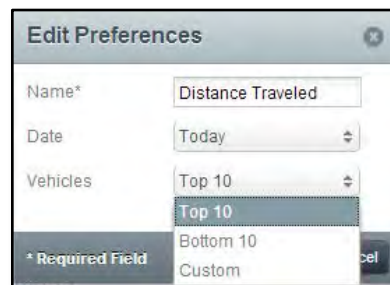 Edit Preferences
Name* Distance Traveled
Date Today
Vehicles Top 10
Top 10
Bottom 10
* Required Field
Custom